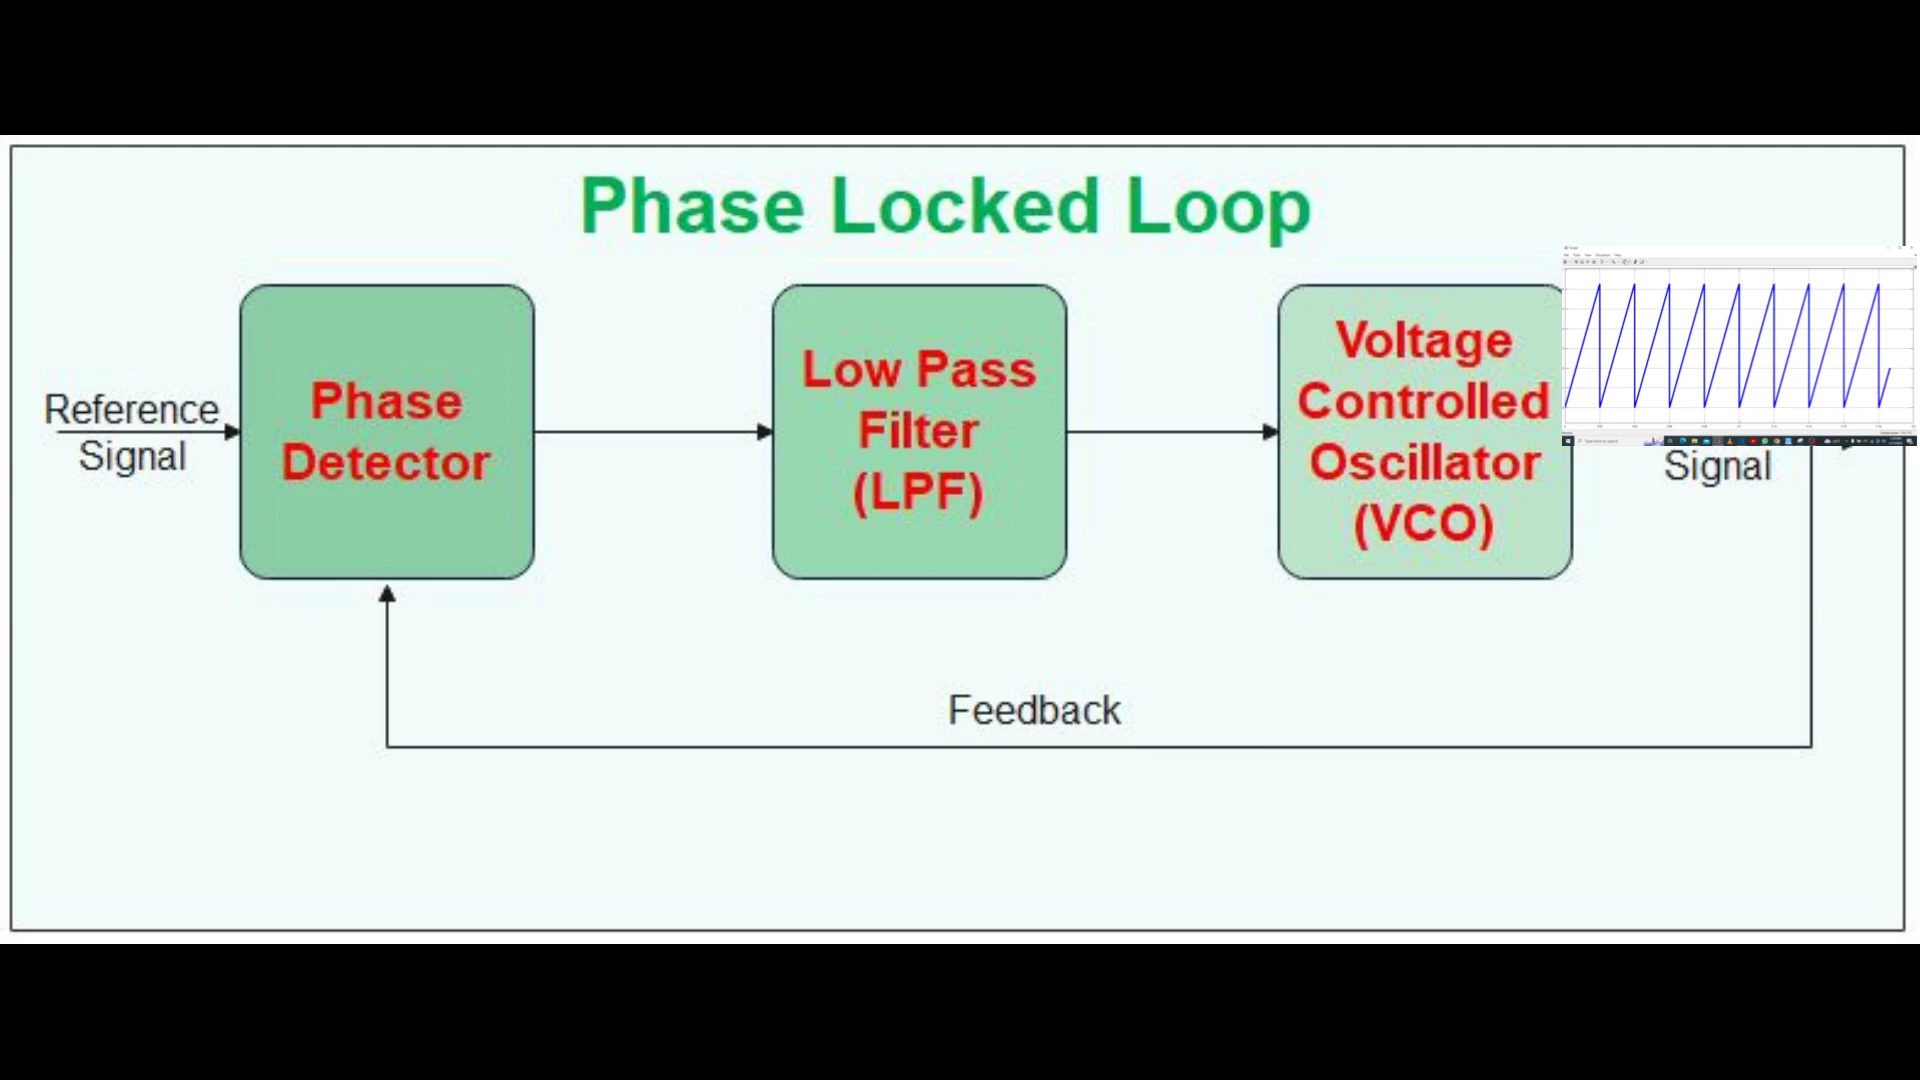 Phase Locked Loop
Reference
Signal
Phase
Detector
Low Pass
Filter
(LPF)
Voltage
Controlled
Oscillator
(VCO)
Signal
Feedback